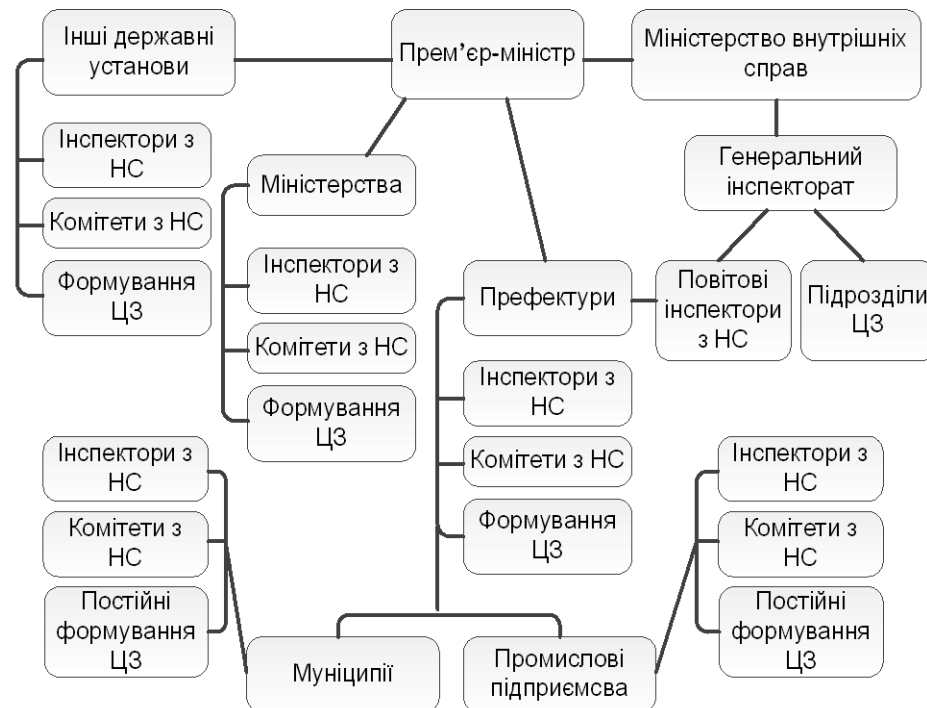 Інші державні
установи
Прем’єр-міністр
Міністерство внутрішніх
справ
Інспектори з
НС
Комітети з НС
Формування
ЦЗ
Міністерства
Інспектори з
НС
Комітети з НС
Формування
ЦЗ
Генеральний
інспекторат
Префектури
Повітові
інспектори
з НС
Підрозділи
ЦЗ
Інспектори з
НС
Комітети з НС
Формування
ЦЗ
Інспектори з
НС
Комітети з
НС
Постійні
формування
ЦЗ
Муніципії
Промислові
підприємсва
Інспектори з
НС
Комітети з
НС
Постійні
формування
ЦЗ